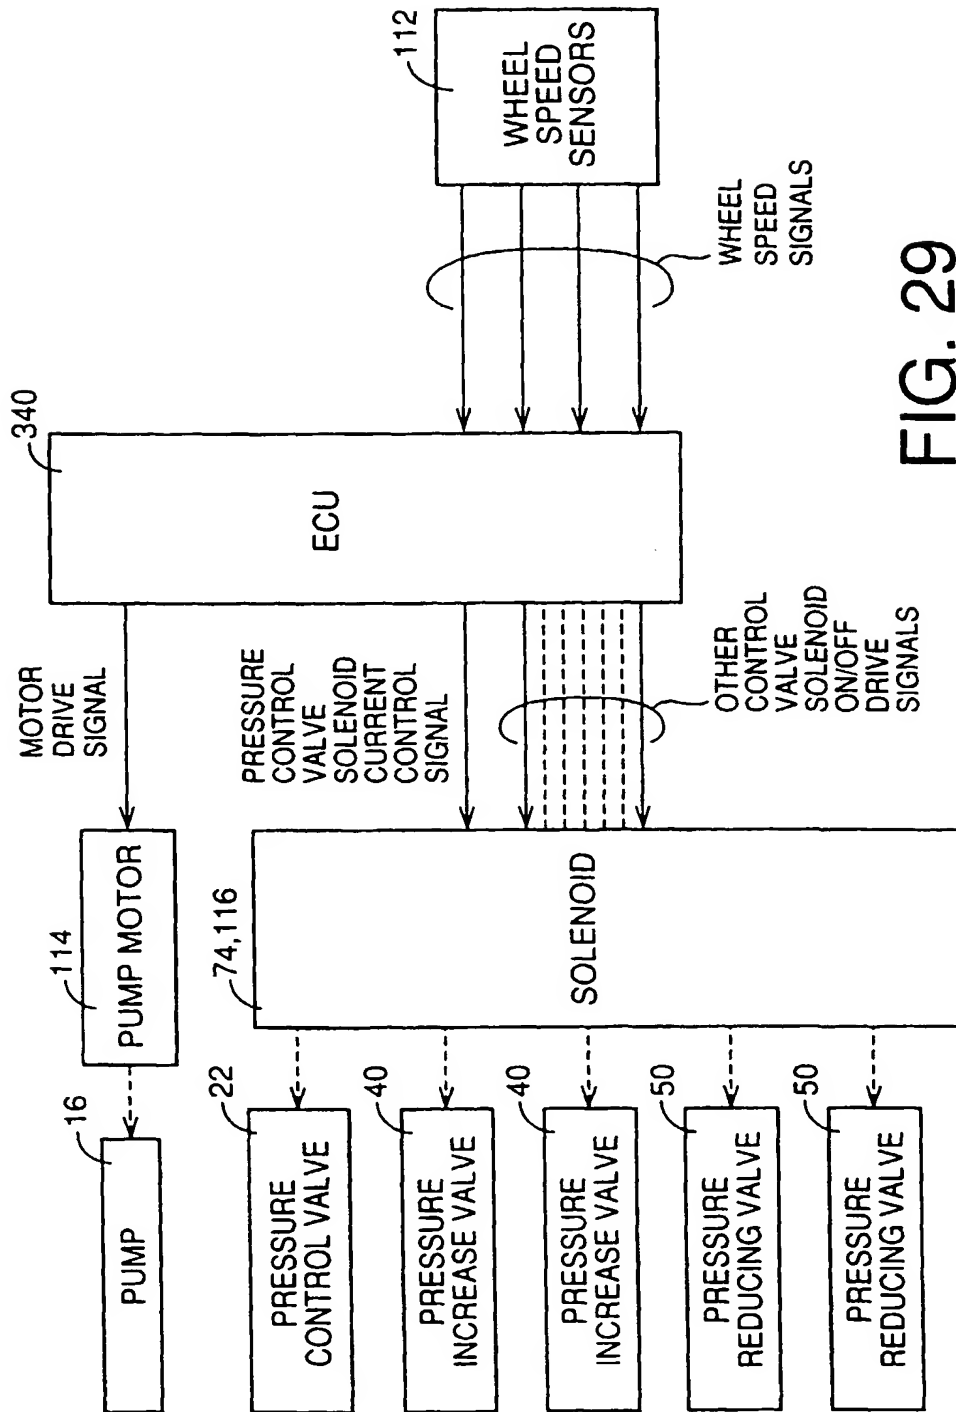 16
PUMP
114
PUMP MOTOR
MOTOR
DRIVE
SIGNAL
340
ECU
112
WHEEL
SPEED
SENSORS
22
PRESSURE
CONTROL VALVE
40
PRESSURE
INCREASE VALVE
40
PRESSURE
INCREASE VALVE
50
PRESSURE
REDUCING VALVE
50
PRESSURE
REDUCING VALVE
74,116
SOLENOID
PRESSURE
CONTROL
VALVE
SOLENOID
CURRENT
CONTROL
SIGNAL
OTHER
CONTROL
VALVE
SOLENOID
ON/OFF
DRIVE
SIGNALS
WHEEL
SPEED
SIGNALS
FIG. 29